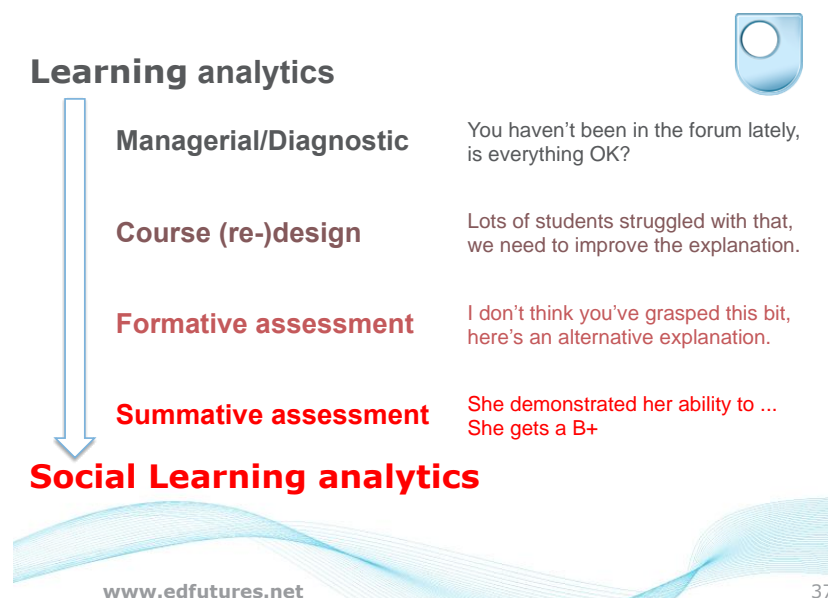 Learning analytics
Managerial/Diagnostic
You haven’t been in the forum lately,
is everything OK?
Course (re-)design
Lots of students struggled with that,
we need to improve the explanation.
Formative assessment
I don’t think you’ve grasped this bit,
here’s an alternative explanation.
Summative assessment
She demonstrated her ability to ...
She gets a B+
Social Learning analytics
www.edfutures.net
37